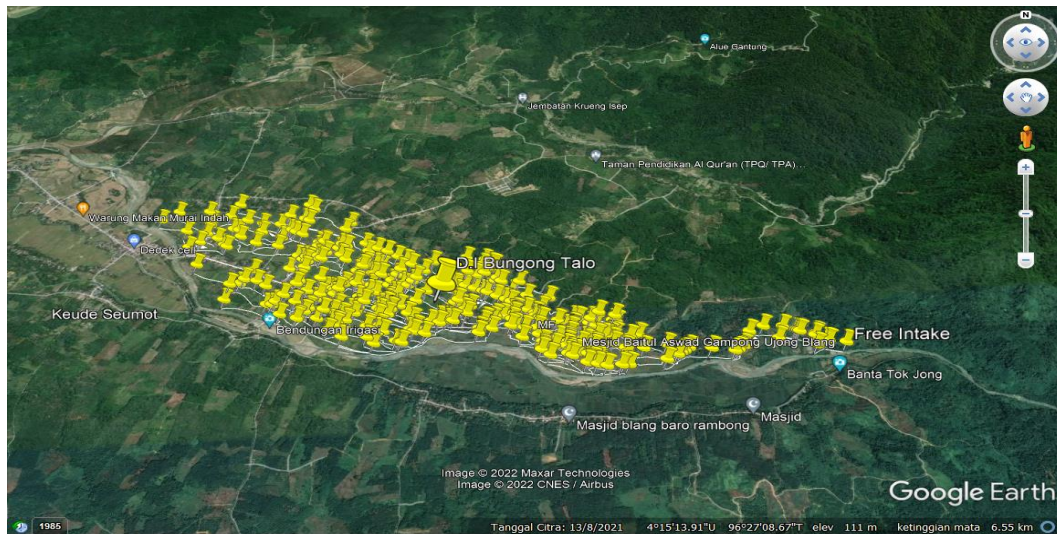 N
Alue Gantung
Jembatan Krueng Isep
Taman Pendidikan Al Qur'an (TPQ/ TPA)...
Warung Makan Murai Indah
Dedek cell
D.I Bungong Talo
Keude Seumot
Bendungan Irigasi
MF
Mesjid Baitul Aswad Gampong Ujong Blang
Free Intake
Banta Tok Jong
Masjid
Masjid blang baro rambong
Image © 2022 Maxar Technologies
Image © 2022 CNES / Airbus
Google Earth
1985
Tanggal Citra: 13/8/2021 4°15'13.91"U 96°27'08.67"T elev 111 m ketinggian mata 6.55 km